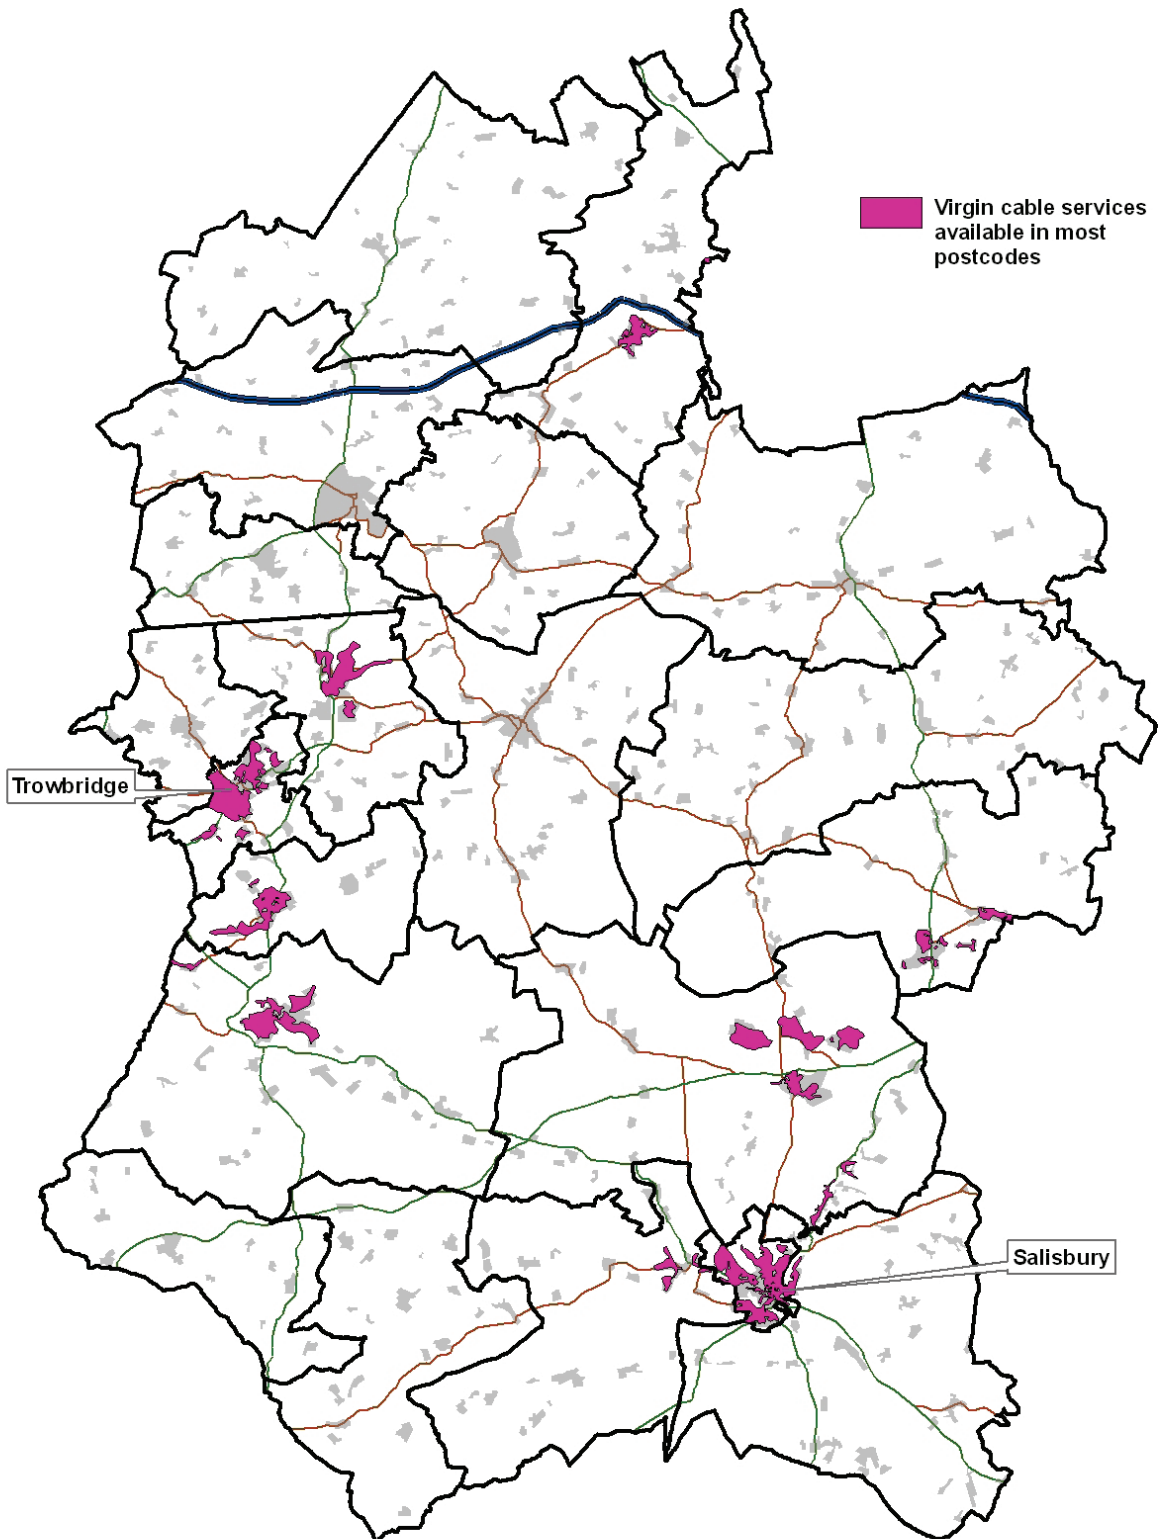 Virgin cable services
available in most
postcodes
Trowbridge
Salisbury